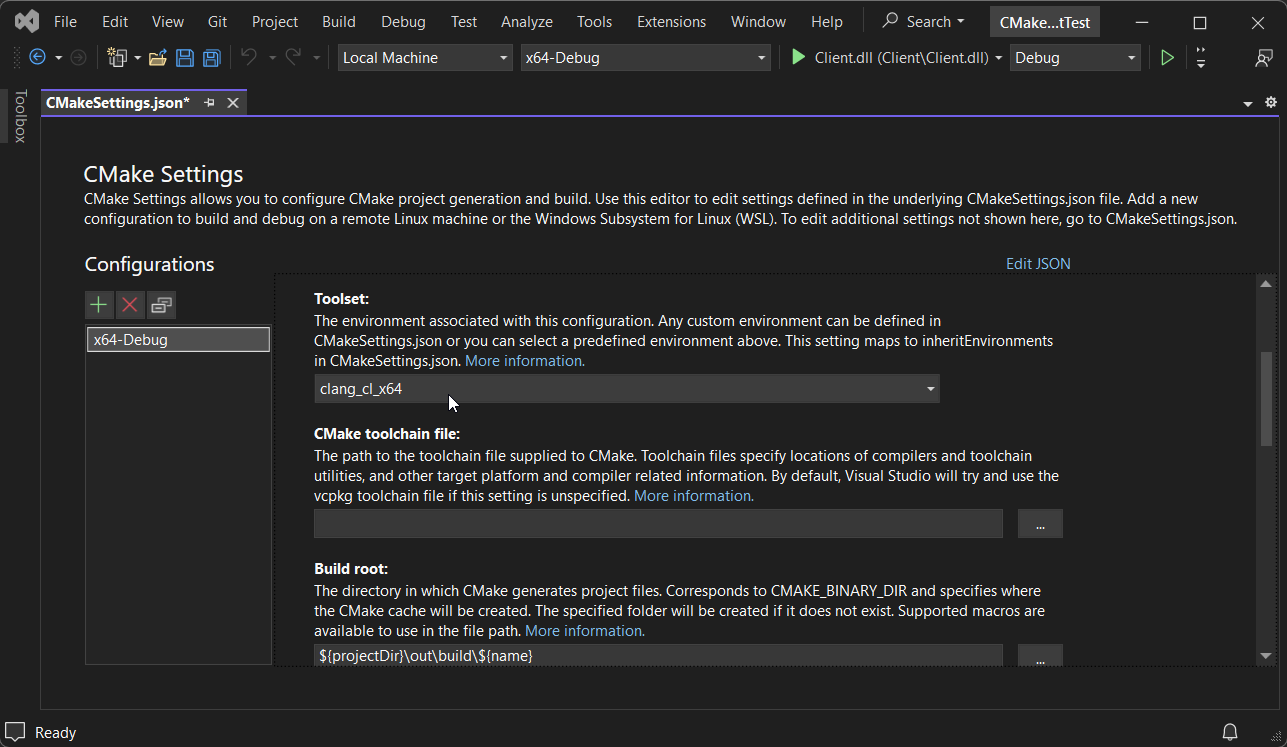 File Edit View Git Project Build Debug Test Analyze Tools Extensions Window Help Search CMake...tTest
Local Machine x64-Debug Client.dll (Client\Client.dll) Debug
Toolbox
CMakeSettings.json*
CMake Settings
CMake Settings allows you to configure CMake project generation and build. Use this editor to edit settings defined in the underlying CMakeSettings.json file. Add a new
configuration to build and debug on a remote Linux machine or the Windows Subsystem for Linux (WSL). To edit additional settings not shown here, go to CMakeSettings.json.
Configurations
Edit JSON
x64-Debug
Toolset:
The environment associated with this configuration. Any custom environment can be defined in
CMakeSettings.json or you can select a predefined environment above. This setting maps to inheritEnvironments
in CMakeSettings.json. More information.
clang_cl_x64
CMake toolchain file:
The path to the toolchain file supplied to CMake. Toolchain files specify locations of compilers and toolchain
utilities, and other target platform and compiler related information. By default, Visual Studio will try and use the
vcpkg toolchain file if this setting is unspecified. More information.
...
Build root:
The directory in which CMake generates project files. Corresponds to CMAKE_BINARY_DIR and specifies where
the CMake cache will be created. The specified folder will be created if it does not exist. Supported macros are
available to use in the file path. More information.
${projectDir}\out\build\${name}
...
Ready